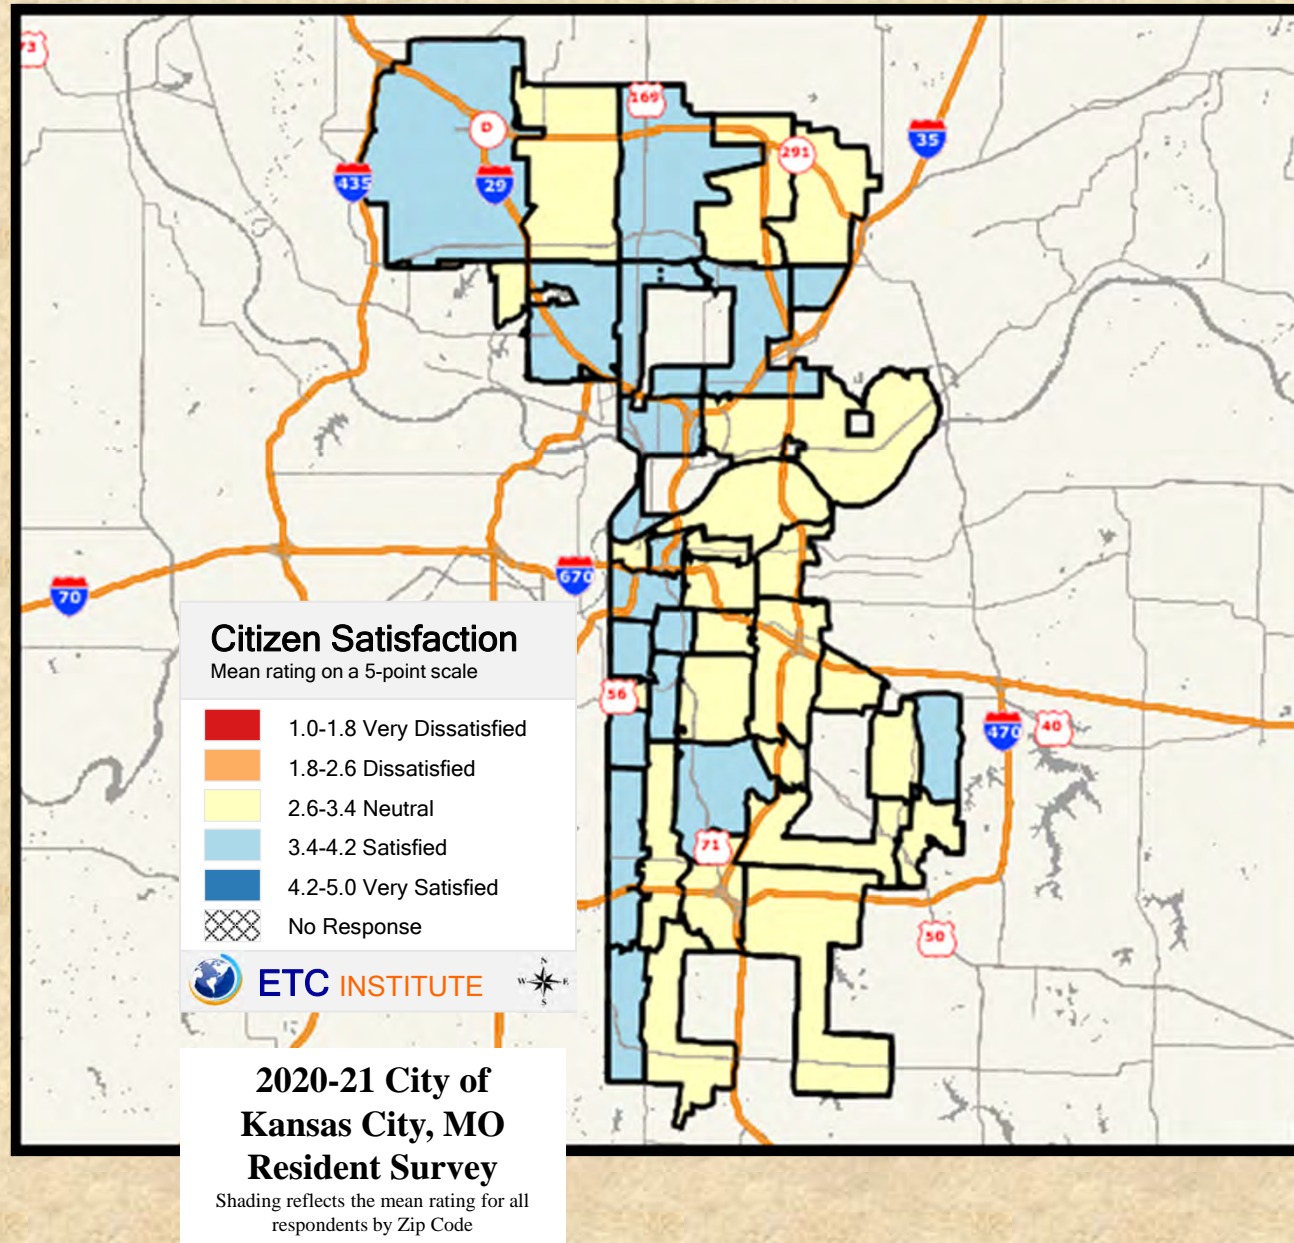 73
169
D
291
35
435
29
70
670
56
470
40
71
50
Citizen Satisfaction
Mean rating on a 5-point scale
1.0-1.8 Very Dissatisfied
1.8-2.6 Dissatisfied
2.6-3.4 Neutral
3.4-4.2 Satisfied
4.2-5.0 Very Satisfied
No Response
ETC INSTITUTE
N
W E
S
2020-21 City of
Kansas City, MO
Resident Survey
Shading reflects the mean rating for all
respondents by Zip Code